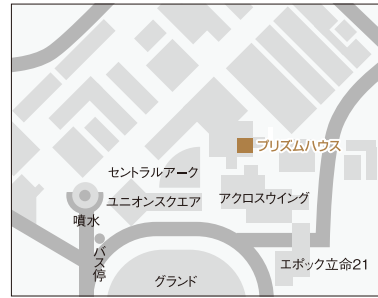 プリズムハウス
セントラルアーク
ユニオンスクエア
アクロスウイング
噴水
バス停
エポック立命21
グランド